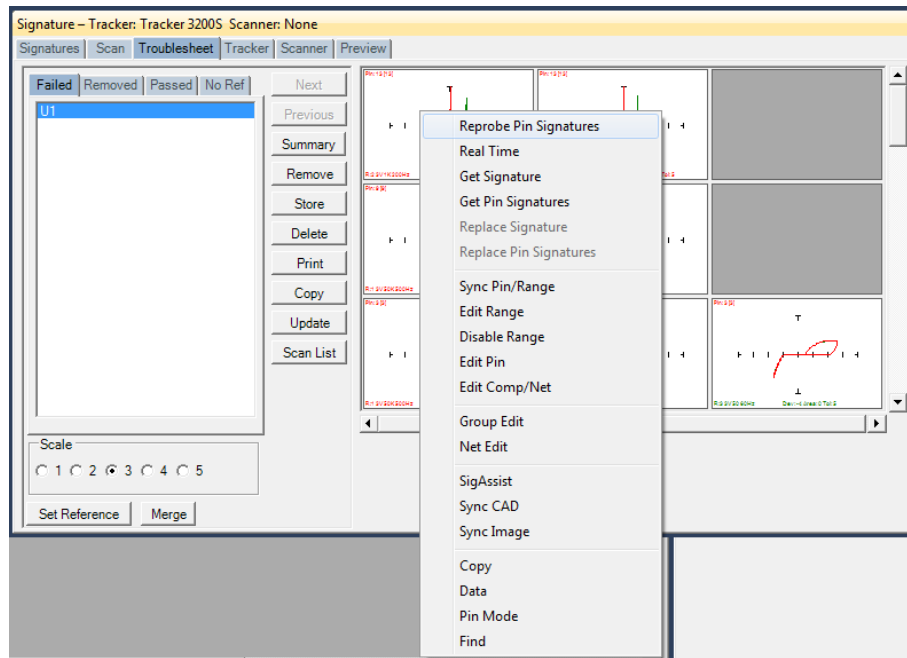 Signature – Tracker: Tracker 3200S  Scanner: None
Signatures Scan Troublesheet Tracker Scanner Preview
Failed Removed Passed No Ref
U1
Next
Previous
Summary
Remove
Store
Delete
Print
Copy
Update
Scan List
Scale
1 2 3 4 5
Set Reference Merge
Reprobe Pin Signatures
Real Time
Get Signature
Get Pin Signatures
Replace Signature
Replace Pin Signatures
Sync Pin/Range
Edit Range
Disable Range
Edit Pin
Edit Comp/Net
Group Edit
Net Edit
SigAssist
Sync CAD
Sync Image
Copy
Data
Pin Mode
Find